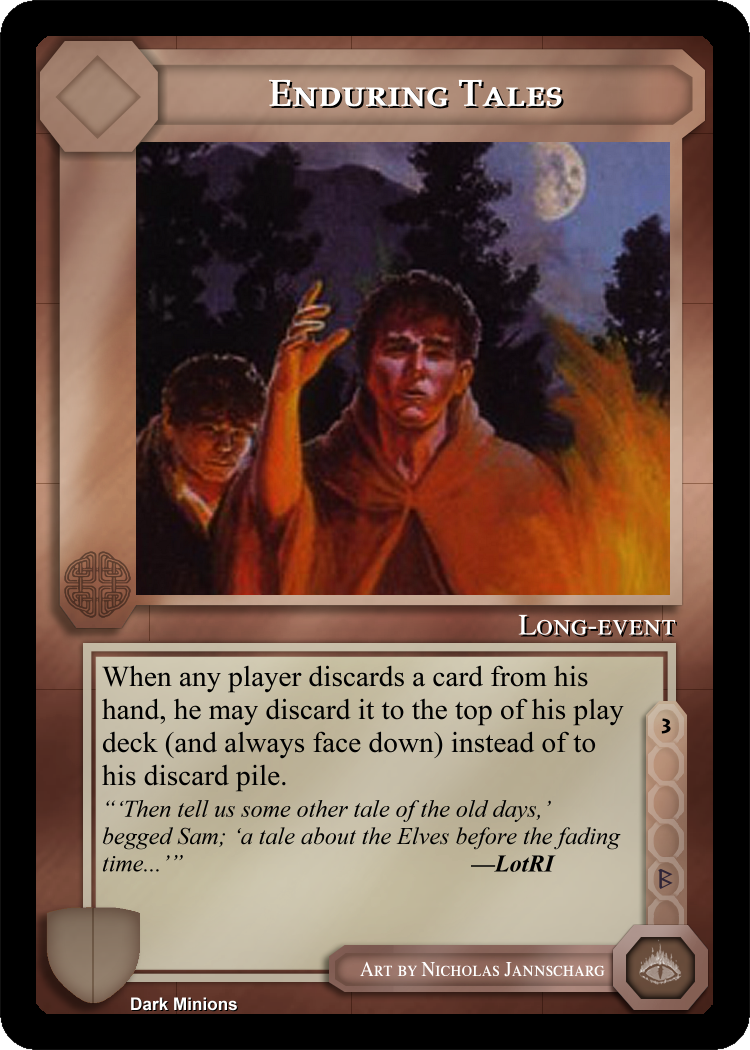 Enduring Tales
Long-event
When any player discards a card from his
hand, he may discard it to the top of his play
deck (and always face down) instead of to
his discard pile.
“‘Then tell us some other tale of the old days,’
begged Sam; ‘a tale about the Elves before the fading
time...’” —LotRI
3
ᛒ
Art by Nicholas Jannscharg
Dark Minions